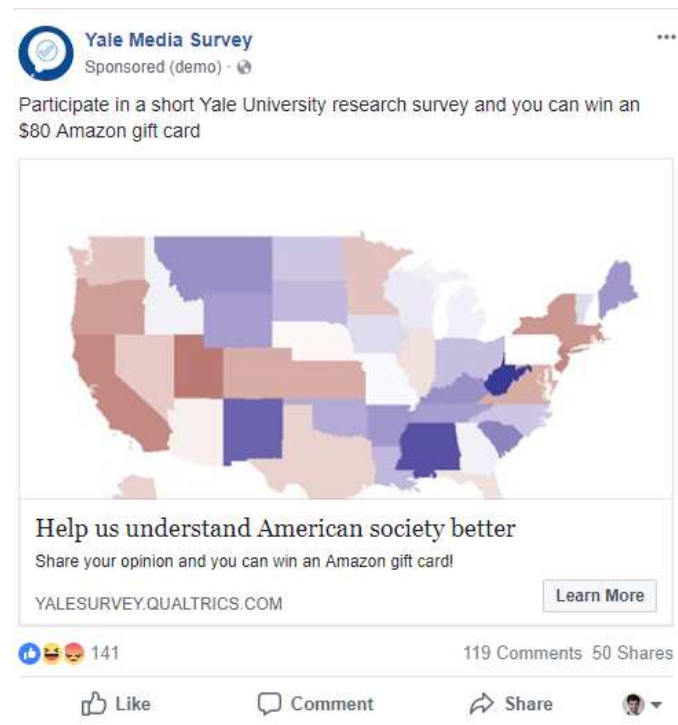 Yale Media Survey
Sponsored (demo) ·
Participate in a short Yale University research survey and you can win an
$80 Amazon gift card
Help us understand American society better
Share your opinion and you can win an Amazon gift card!
YALESURVEY.QUALTRICS.COM
Learn More
141
119 Comments 50 Shares
Like Comment Share